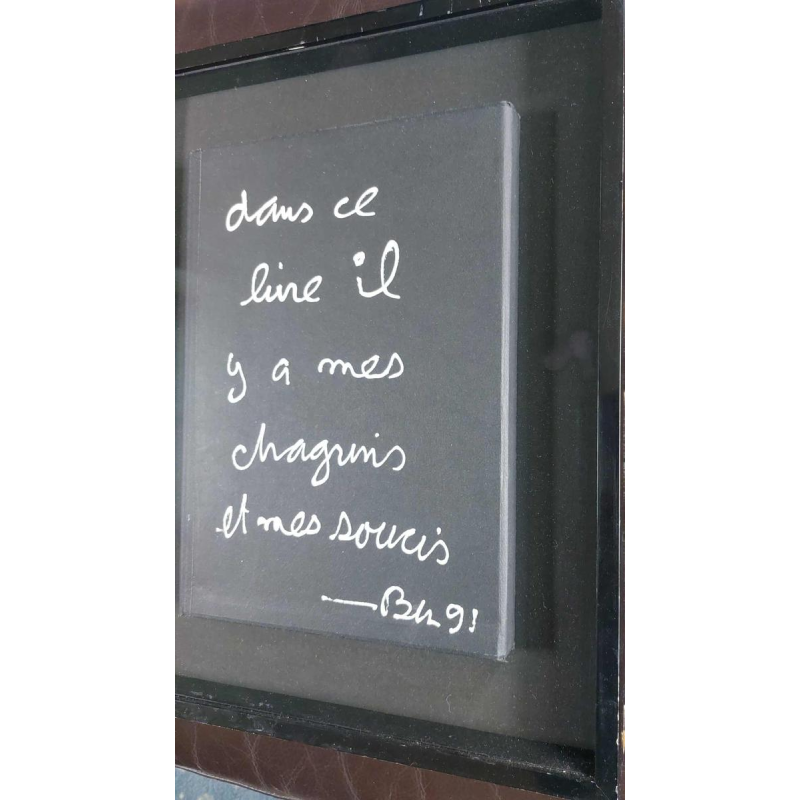 dans ce
livre il
y a mes
chagrins
et mes soucis
— Ben 91